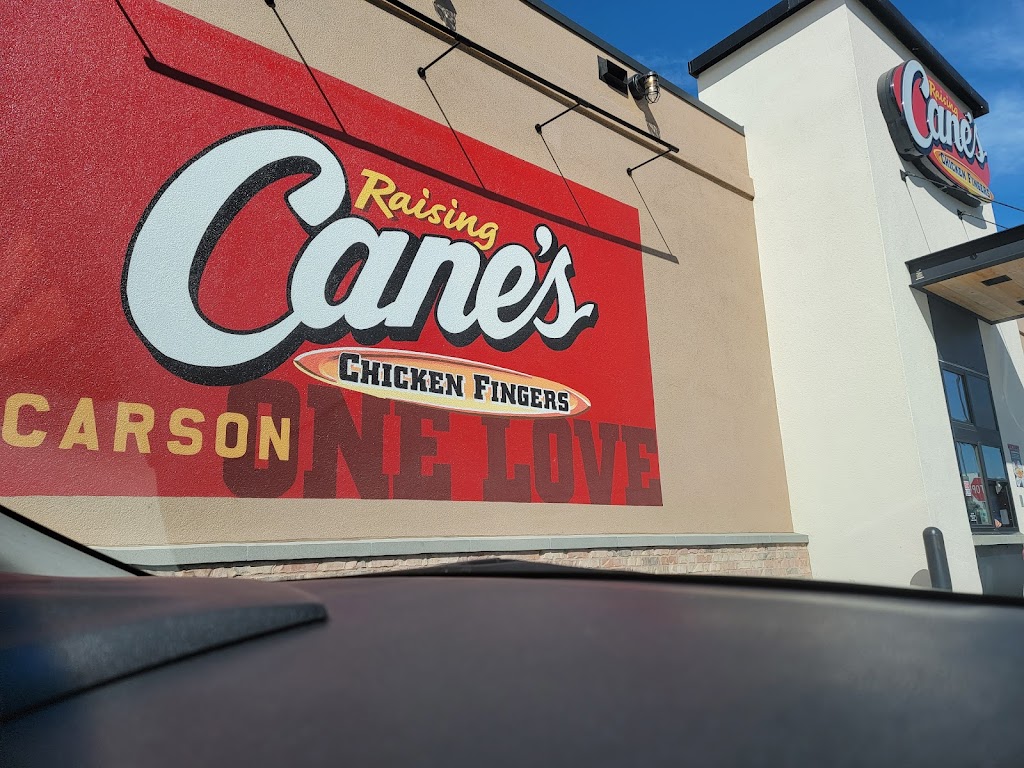 Raising
Cane's
CHICKEN FINGERS
CARSON
ONE LOVE
Raising
Cane's
CHICKEN FINGERS